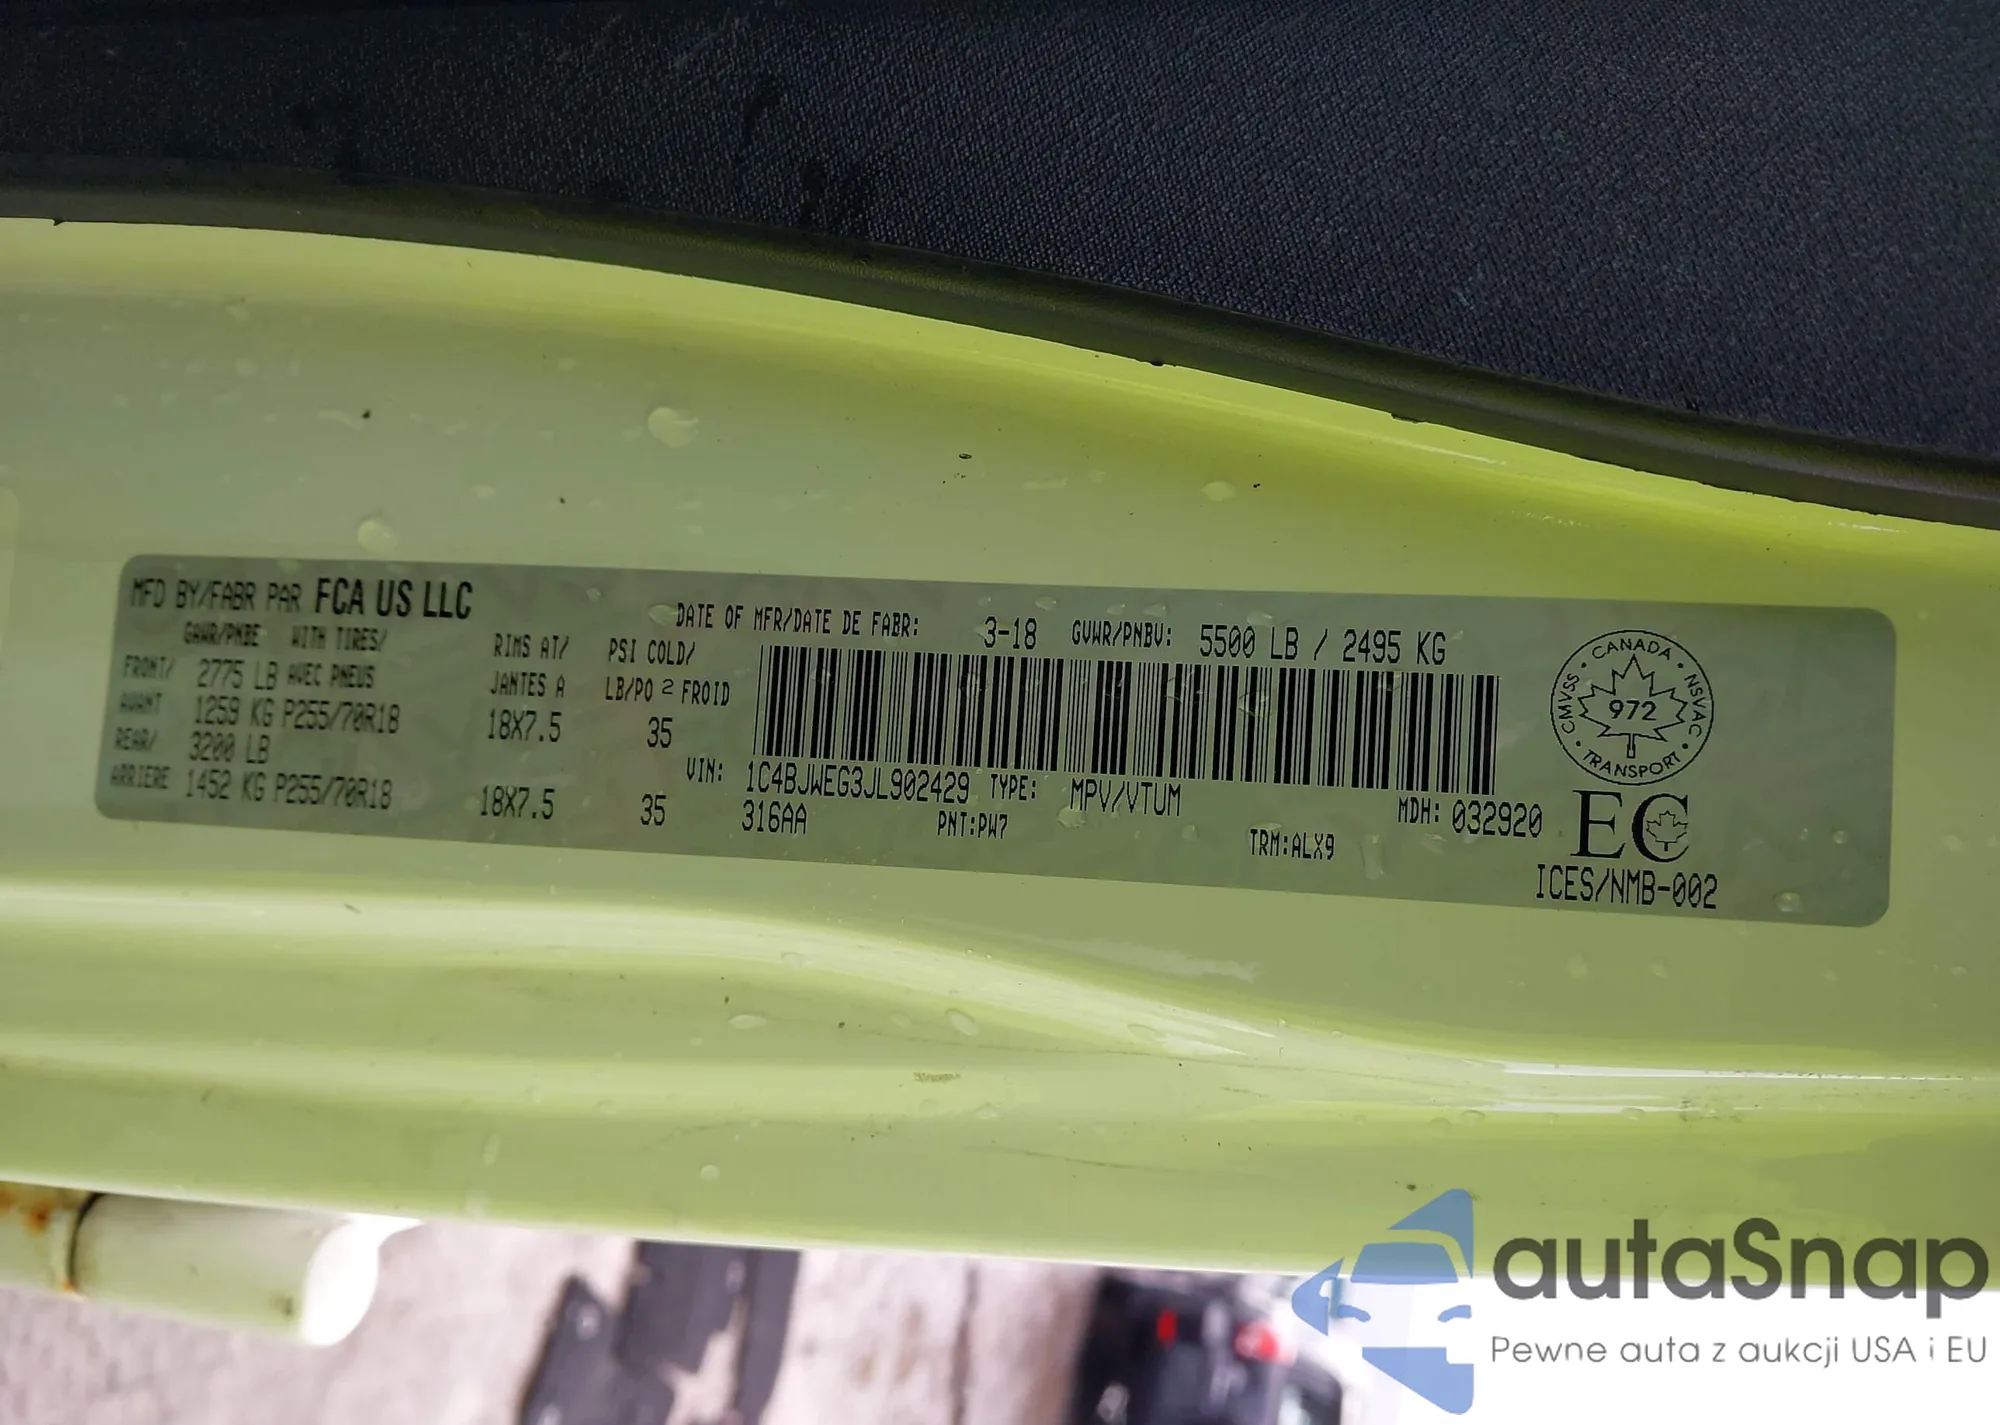 MFD BY/FABR PAR FCA US LLC
DATE OF MFR/DATE DE FABR: 3-18 GVWR/PNBV: 5500 LB / 2495 KG
GAWR/PNBE WITH TIRES/ RIMS AT/ PSI COLD/
FRONT/ 2775 LB AVEC PNEUS JANTES A LB/PO 2 FROID
AVANT 1259 KG P255/70R18 18X7.5 35
REAR/ 3200 LB
ARRIERE 1452 KG P255/70R18 18X7.5 35
VIN: 1C4BJWEG3JL902429 TYPE: MPV/VTUM MDH: 032920
316AA PNT:PW7 TRM:ALX9
CANADA
CMVSS 972 NSVAC
TRANSPORT
EC
ICES/NMB-002
autaSnap
Pewne auta z aukcji USA i EU